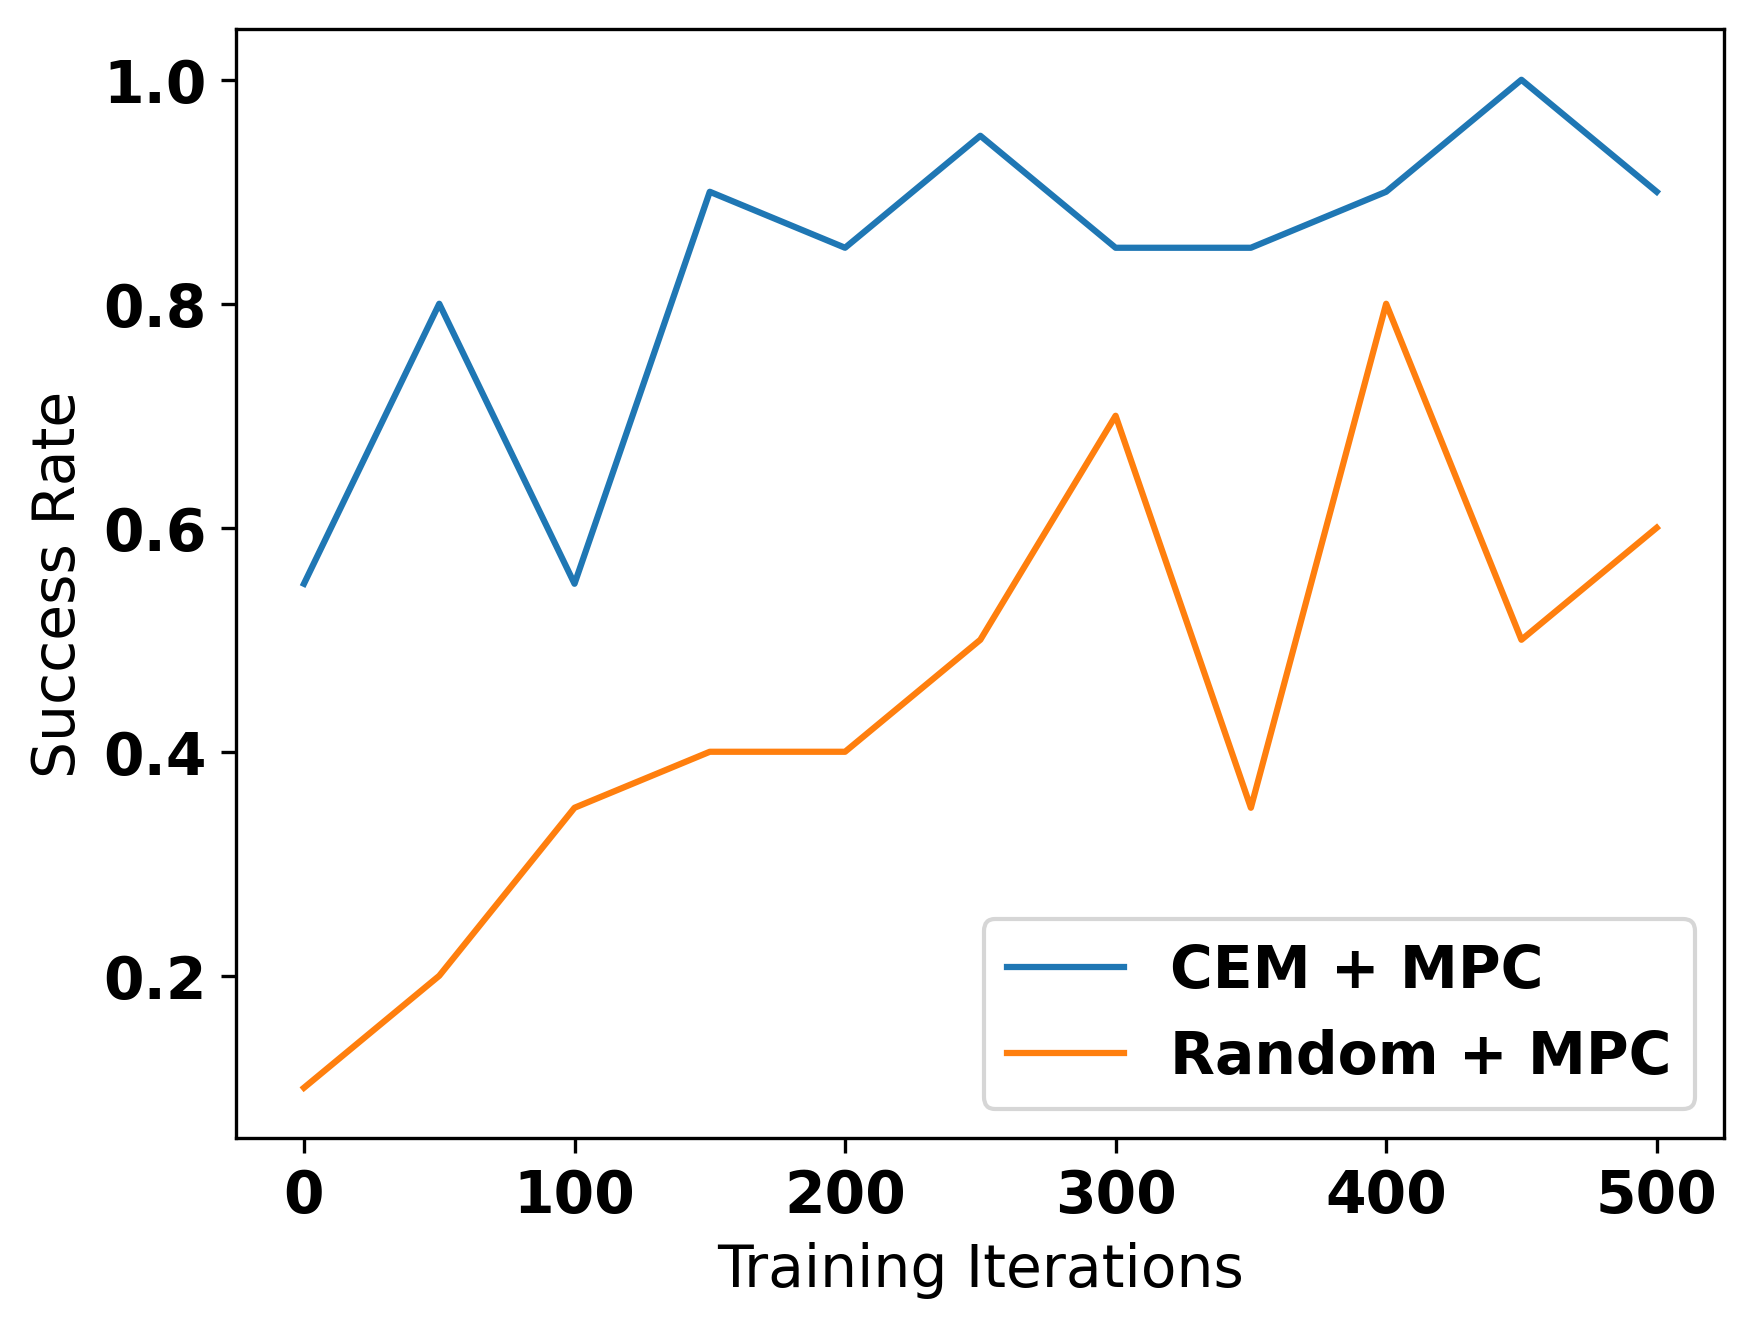 1.0
0.8
0.6
0.4
0.2
Success Rate
CEM + MPC
Random + MPC
0 100 200 300 400 500
Training Iterations